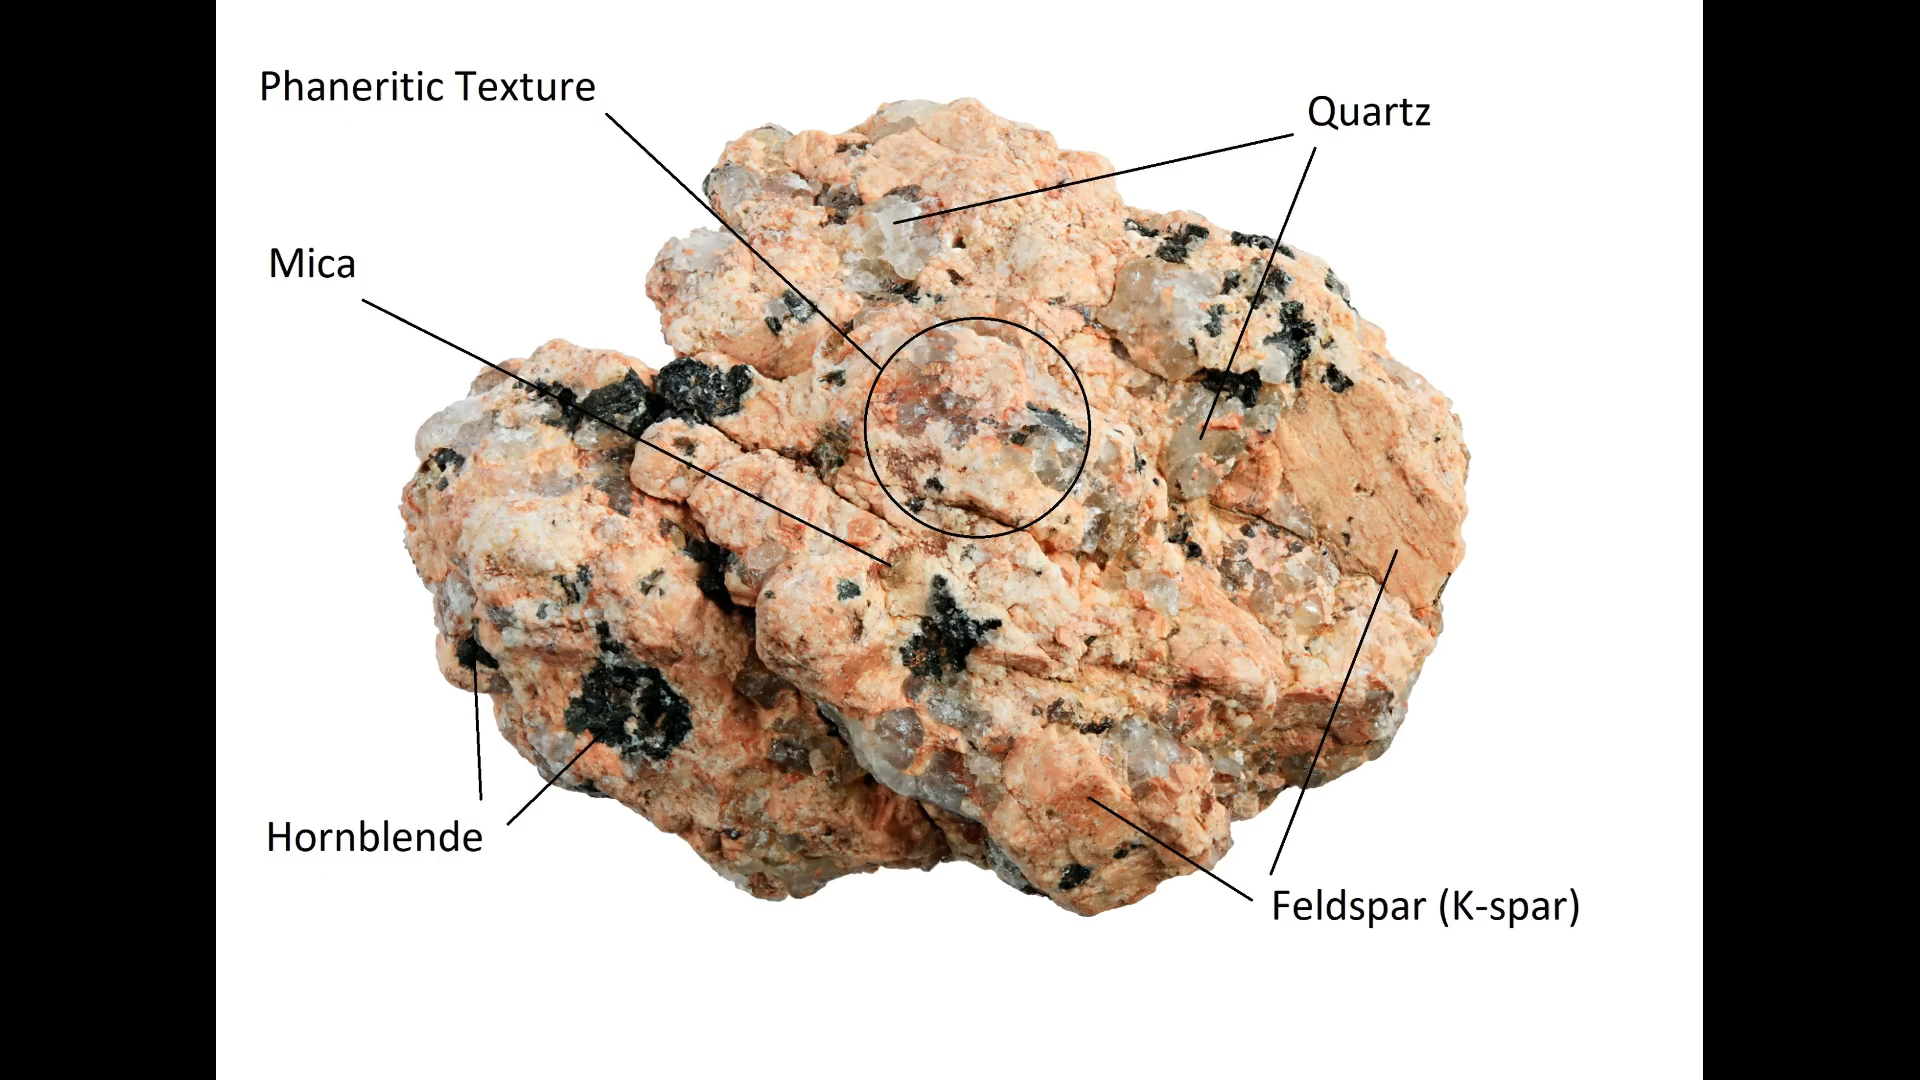 Phaneritic Texture
Quartz
Mica
Hornblende
Feldspar (K-spar)